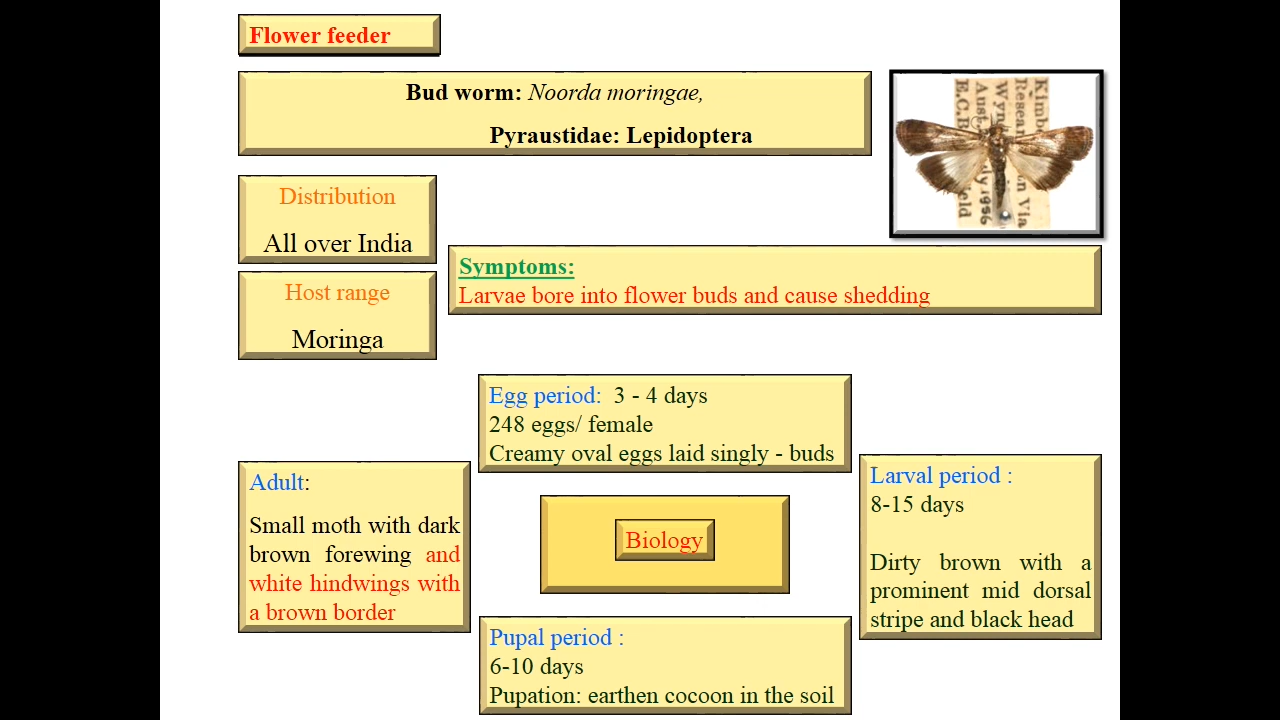 Flower feeder
Bud worm: Noorda moringae,
Pyraustidae: Lepidoptera
Distribution
All over India
Host range
Moringa
Symptoms:
Larvae bore into flower buds and cause shedding
Egg period: 3 - 4 days
248 eggs/ female
Creamy oval eggs laid singly - buds
Adult:
Small moth with dark
brown forewing and
white hindwings with
a brown border
Biology
Larval period :
8-15 days
Dirty brown with a
prominent mid dorsal
stripe and black head
Pupal period :
6-10 days
Pupation: earthen cocoon in the soil